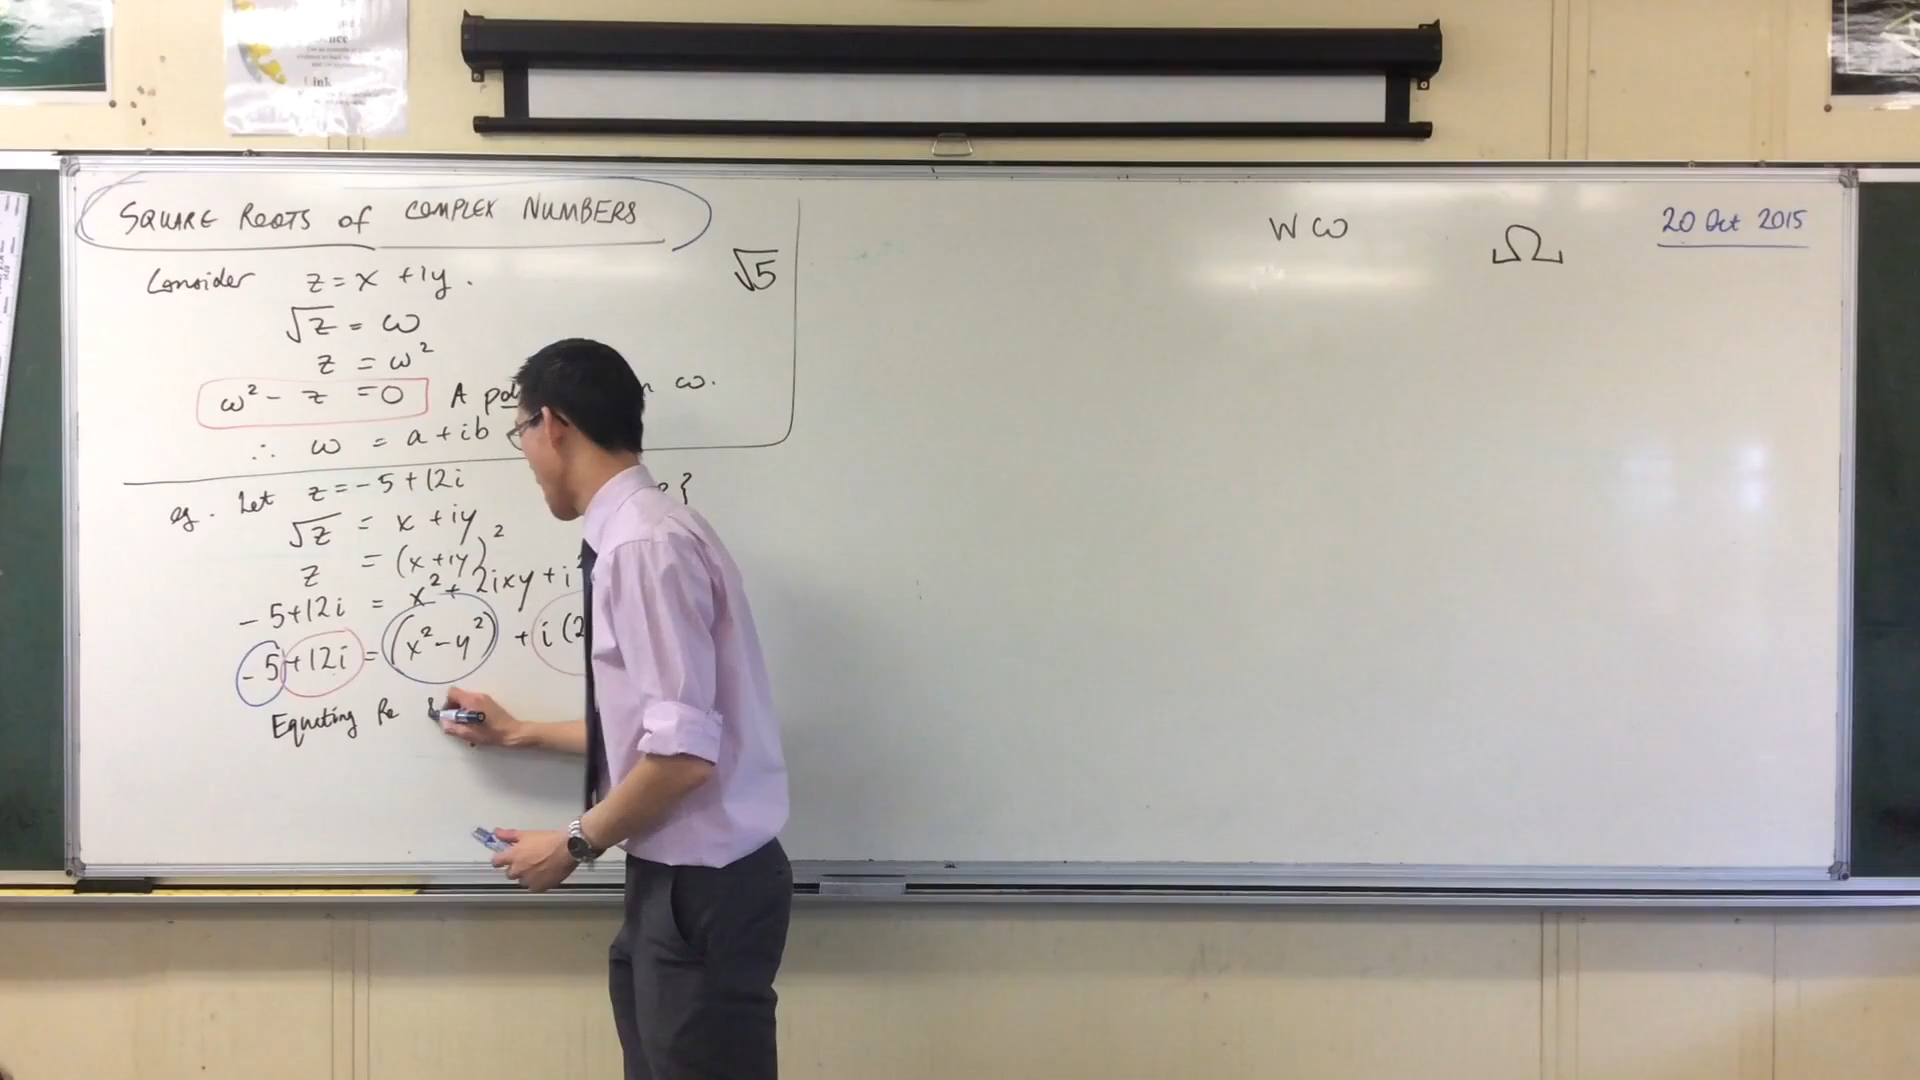 SQUARE ROOTS of COMPLEX NUMBERS
Consider z = x + iy.
√z = ω
z = ω²
ω² - z = 0 A ω.
∴ ω = a + ib
√5
eg. Let z = -5 + 12i
√z = x + iy
z = (x + iy)²
-5 + 12i = x² + 2ixy + i
-5 + 12i = (x² - y²) + i(2
Equating Re &
W ω
Ω
20 Oct 2015
ink